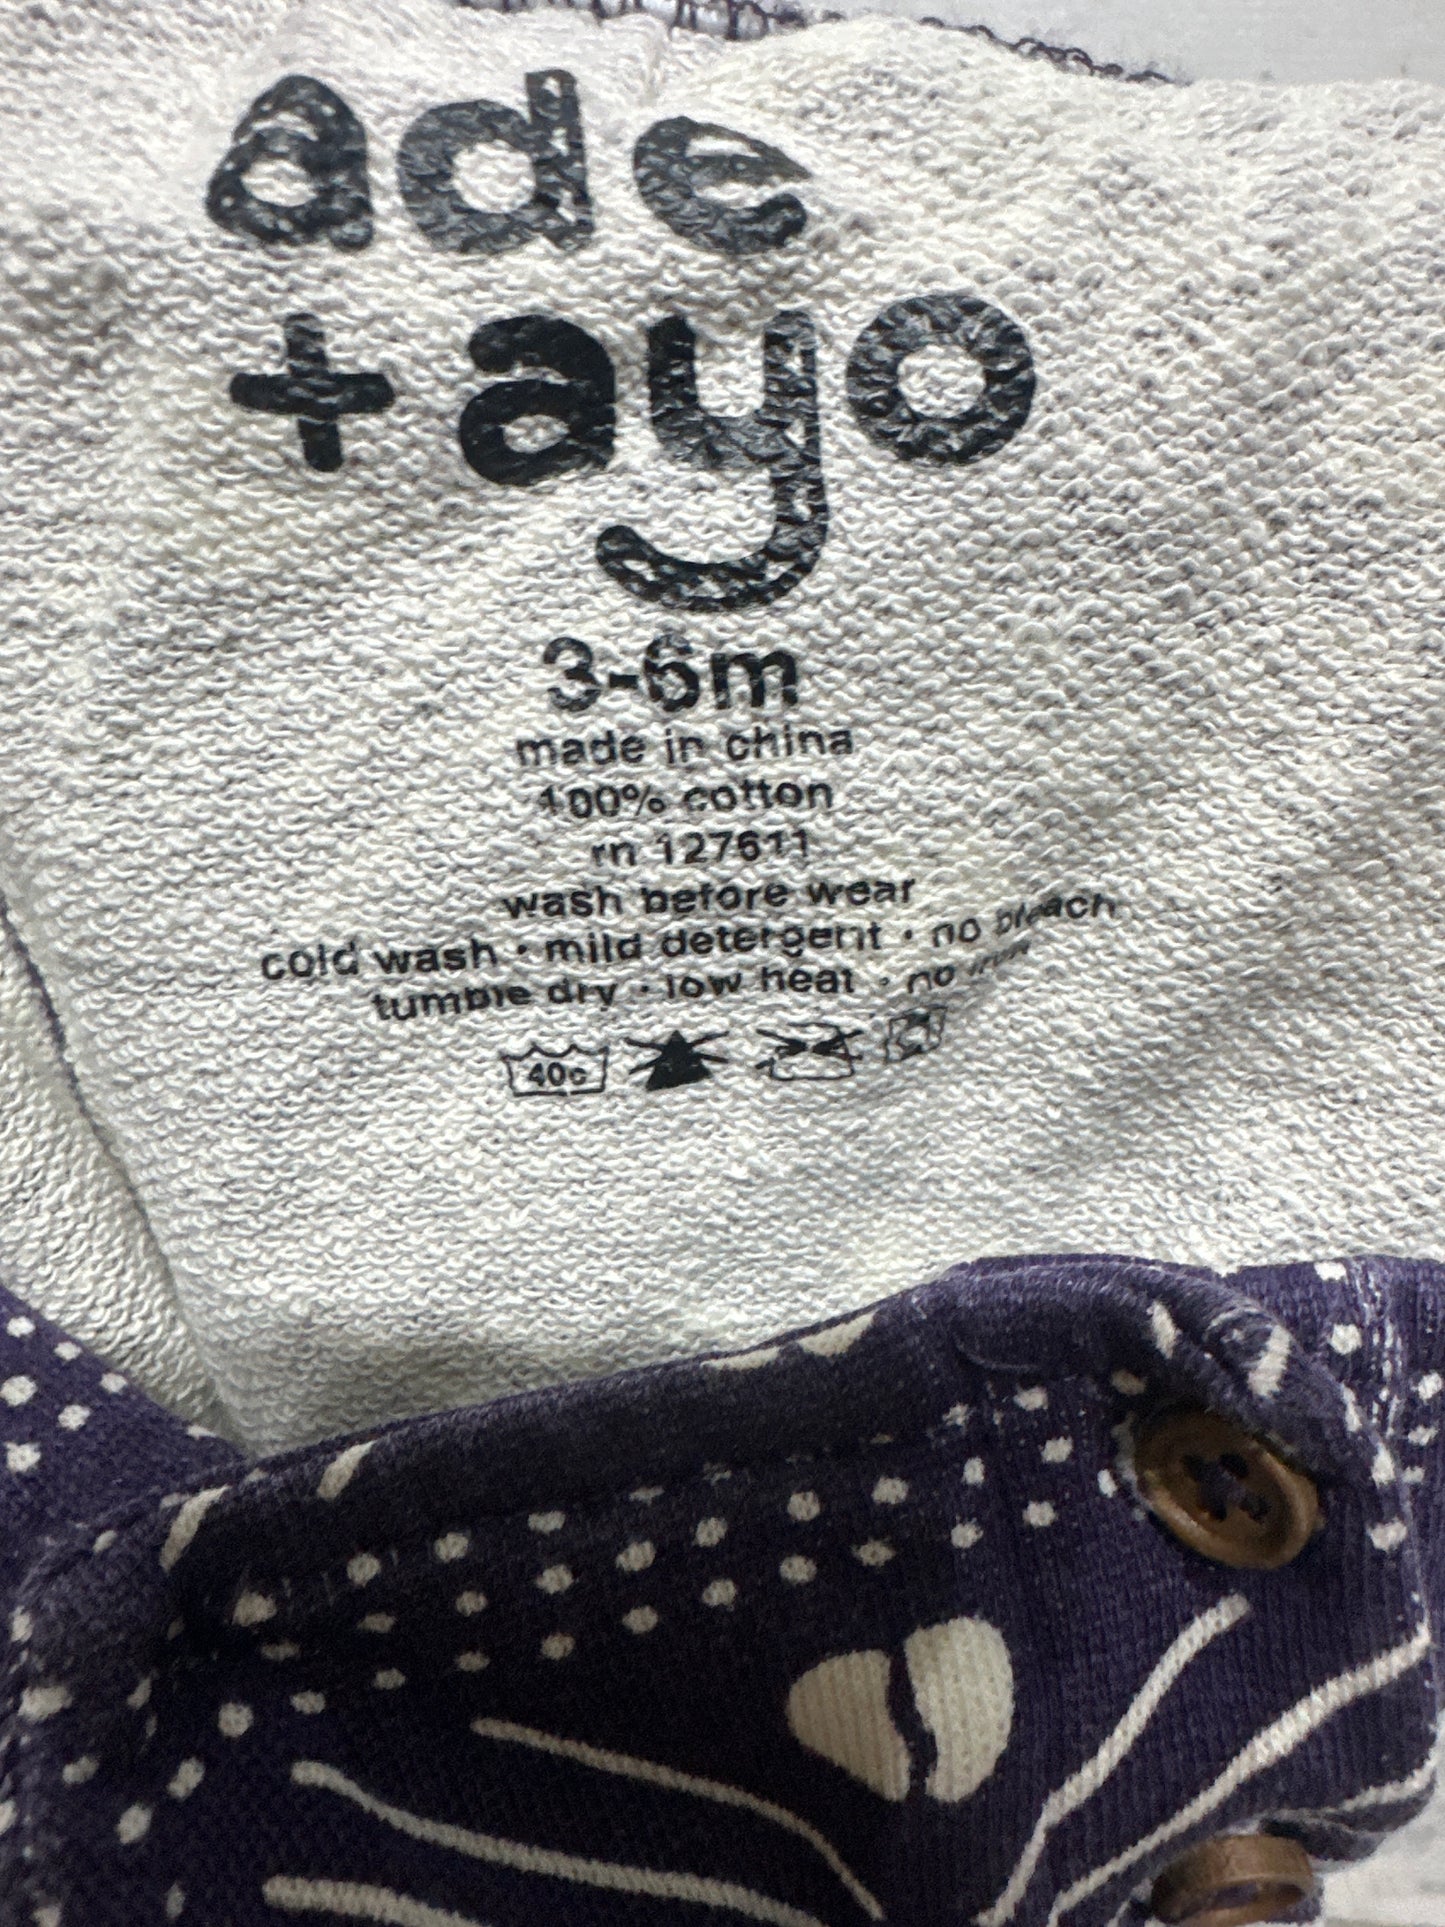 ade
+ayo
3-6m
made in china
100% cotton
rn 127611
wash before wear
cold wash · mild detergent · no bleach
tumble dry · low heat · no iron
40c